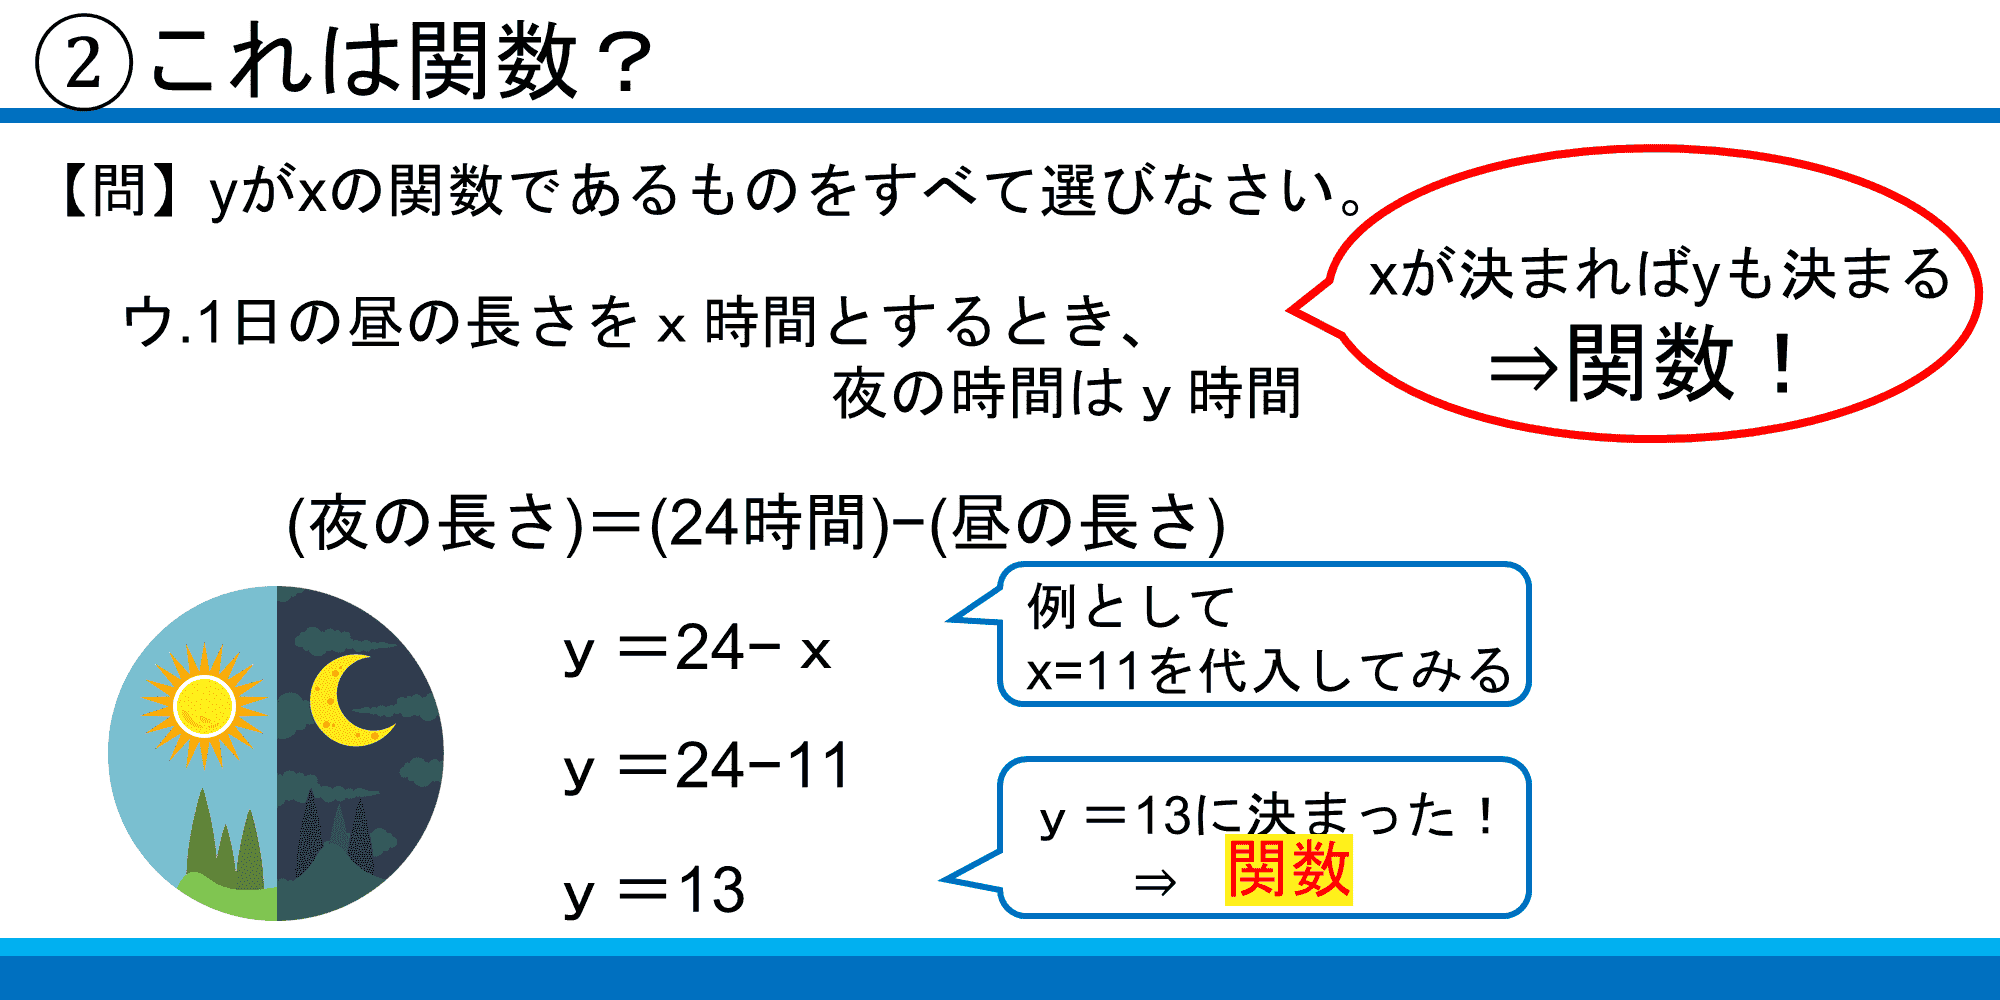 ②これは関数？
【問】yがxの関数であるものをすべて選びなさい。
ウ.1日の昼の長さを x 時間とするとき、
夜の時間は y 時間
xが決まればyも決まる
⇒関数！
(夜の長さ)＝(24時間)−(昼の長さ)
y ＝24− x
例として
x=11を代入してみる
y ＝24−11
y ＝13に決まった！
⇒ 関数
y ＝13